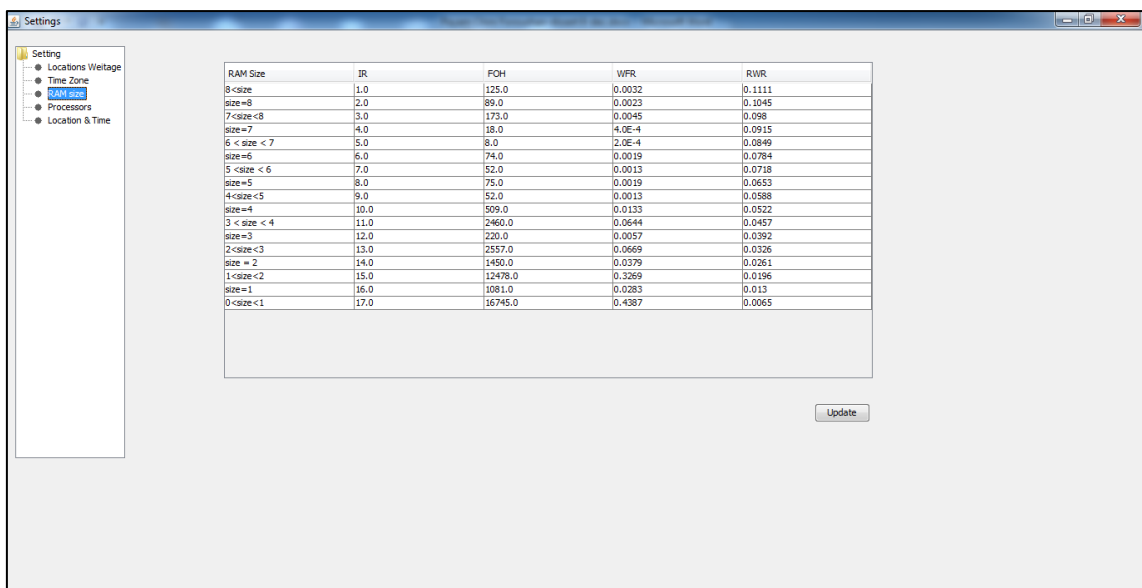 Settings
Setting
Locations Weitage
Time Zone
RAM size
Processors
Location & Time
RAM Size IR FOH WFR RWR
8<size 1.0 125.0 0.0032 0.1111
size=8 2.0 89.0 0.0023 0.1045
7<size<8 3.0 173.0 0.0045 0.098
size=7 4.0 18.0 4.0E-4 0.0915
6 < size < 7 5.0 8.0 2.0E-4 0.0849
size=6 6.0 74.0 0.0019 0.0784
5 <size < 6 7.0 52.0 0.0013 0.0718
size=5 8.0 75.0 0.0019 0.0653
4<size<5 9.0 52.0 0.0013 0.0588
size=4 10.0 509.0 0.0133 0.0522
3 < size < 4 11.0 2460.0 0.0644 0.0457
size=3 12.0 220.0 0.0057 0.0392
2<size<3 13.0 2557.0 0.0669 0.0326
size = 2 14.0 1450.0 0.0379 0.0261
1<size<2 15.0 12478.0 0.3269 0.0196
size=1 16.0 1081.0 0.0283 0.013
0<size<1 17.0 16745.0 0.4387 0.0065
Update